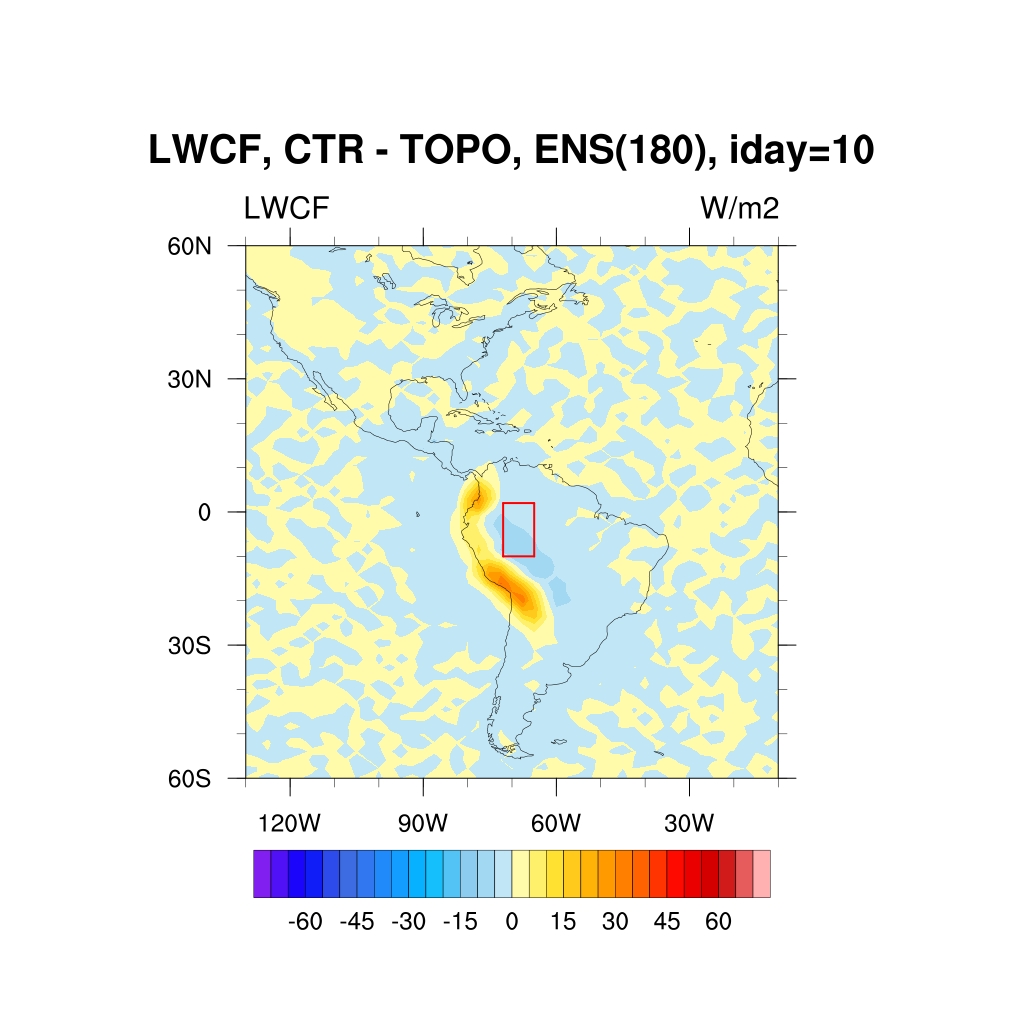 LWCF, CTR - TOPO, ENS(180), iday=10
LWCF W/m2
60N
30N
0
30S
60S
120W 90W 60W 30W
-60 -45 -30 -15 0 15 30 45 60